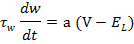 τ_w dw/dt = a (V − E_L)